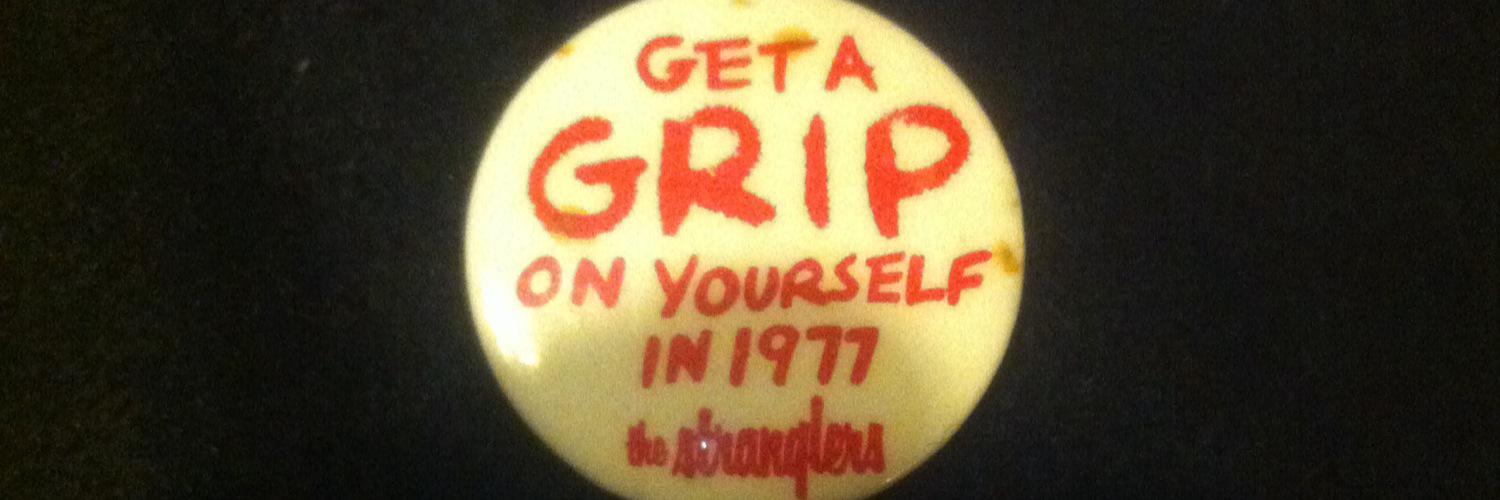 GET A
GRIP
ON YOURSELF
IN 1977
the stranglers